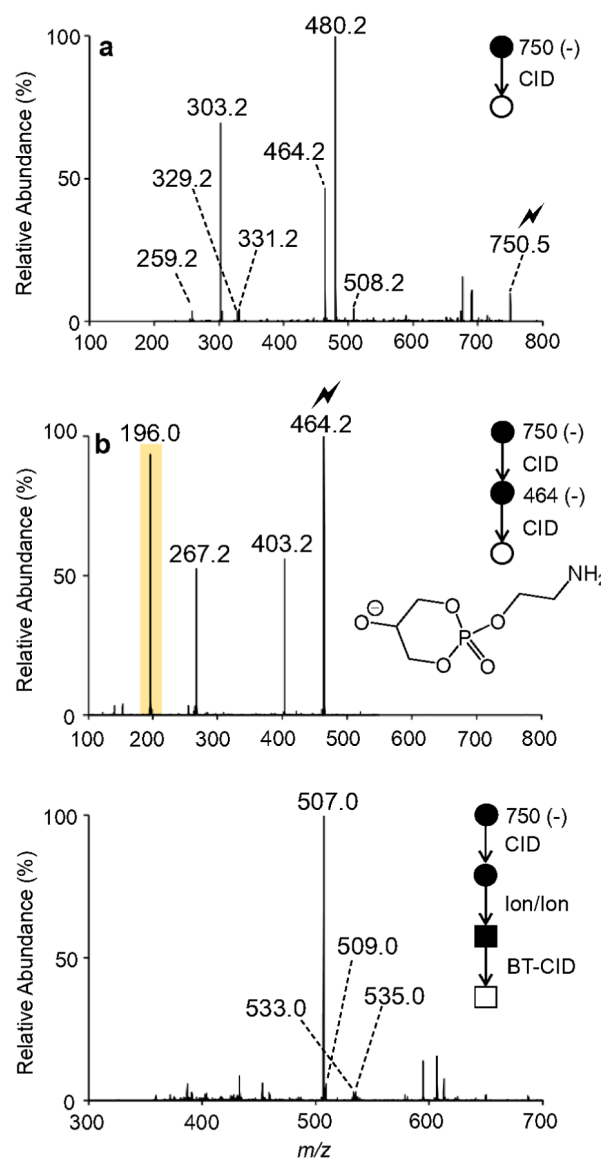 a
Relative Abundance (%)
100
50
0
480.2
303.2
464.2
329.2
331.2
259.2
508.2
750.5
750 (-)
CID
100 200 300 400 500 600 700 800
b
Relative Abundance (%)
100
50
0
196.0
464.2
267.2
403.2
750 (-)
CID
464 (-)
CID
NH2
O
⊖
O
P
O
O
O
100 200 300 400 500 600 700 800
Relative Abundance (%)
100
50
0
507.0
509.0
533.0
535.0
750 (-)
CID
Ion/Ion
BT-CID
300 400 500 600 700
m/z